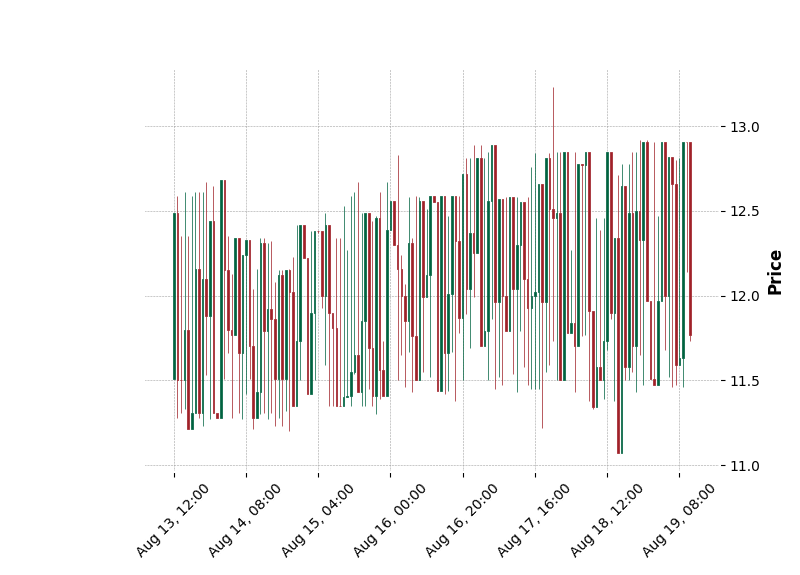 13.0
12.5
12.0
11.5
11.0
Price
Aug 13, 12:00
Aug 14, 08:00
Aug 15, 04:00
Aug 16, 00:00
Aug 16, 20:00
Aug 17, 16:00
Aug 18, 12:00
Aug 19, 08:00